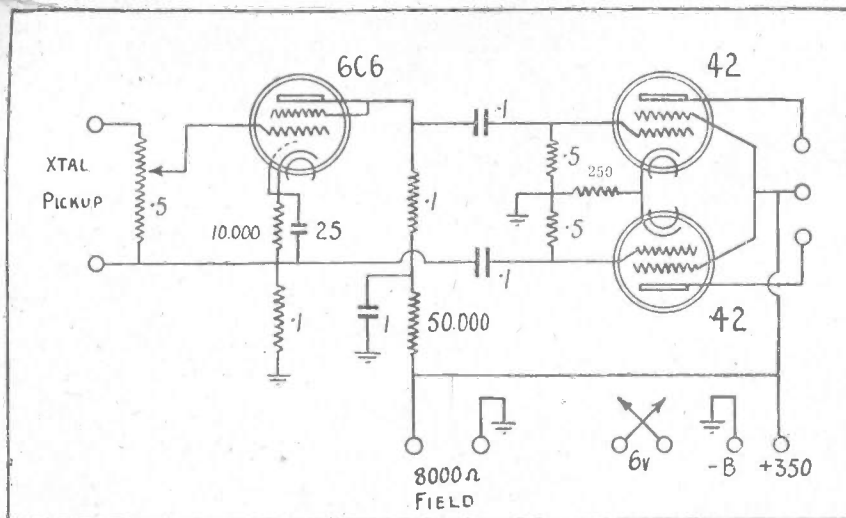 6C6
42
XTAL
PICKUP
.5
10.000
25
.1
.1
.1
50.000
.1
.1
.5
250
.5
42
8000Ω
FIELD
6v
-B
+350